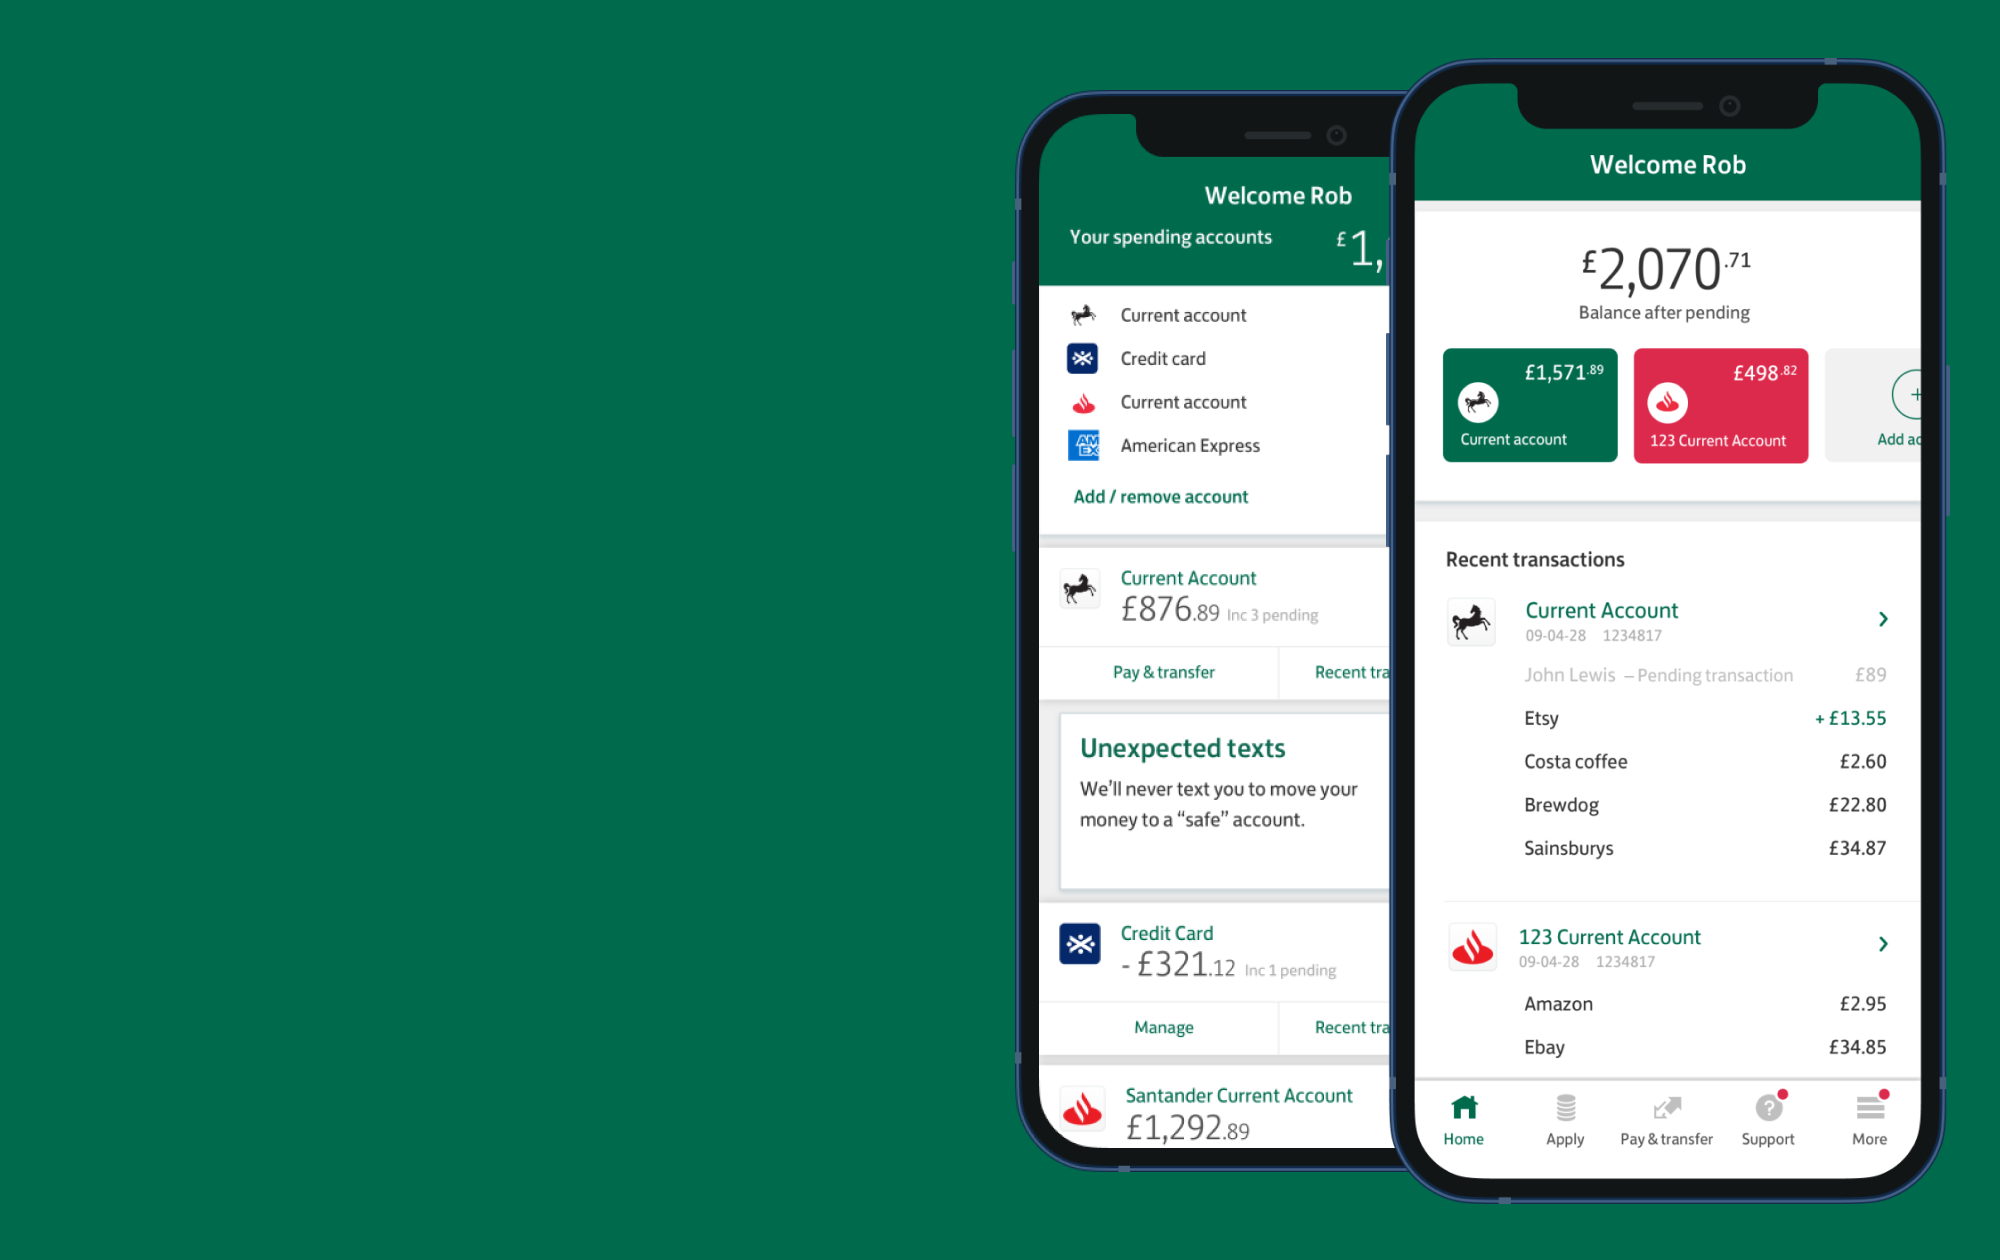 Welcome Rob
Your spending accounts £1,
Current account
Credit card
Current account
AM
EX
American Express
Add / remove account
Current Account
£876.89 Inc 3 pending
Pay & transfer Recent tra
Unexpected texts
We'll never text you to move your
money to a “safe” account.
Credit Card
- £321.12 Inc 1 pending
Manage Recent tra
Santander Current Account
£1,292.89
Welcome Rob
£2,070.71
Balance after pending
£1,571.89
Current account
£498.82
123 Current Account
Add ac
Recent transactions
Current Account
09-04-28 1234817
John Lewis – Pending transaction £89
Etsy + £13.55
Costa coffee £2.60
Brewdog £22.80
Sainsburys £34.87
123 Current Account
09-04-28 1234817
Amazon £2.95
Ebay £34.85
Home Apply Pay & transfer Support More